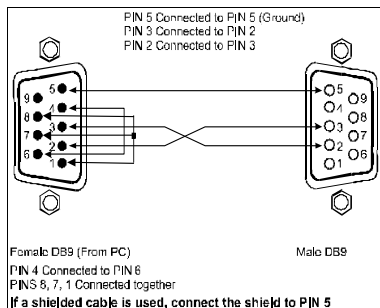 PIN 5 Connected to PIN 5 (Ground)
PIN 3 Connected to PIN 2
PIN 2 Connected to PIN 3
5
9
4
8
3
7
2
6
1
5
9
4
8
3
7
2
6
1
Female DB9 (From PC)
Male DB9
PIN 4 Connected to PIN 6
PINS 8, 7, 1 Connected together
If a shielded cable is used, connect the shield to PIN 5